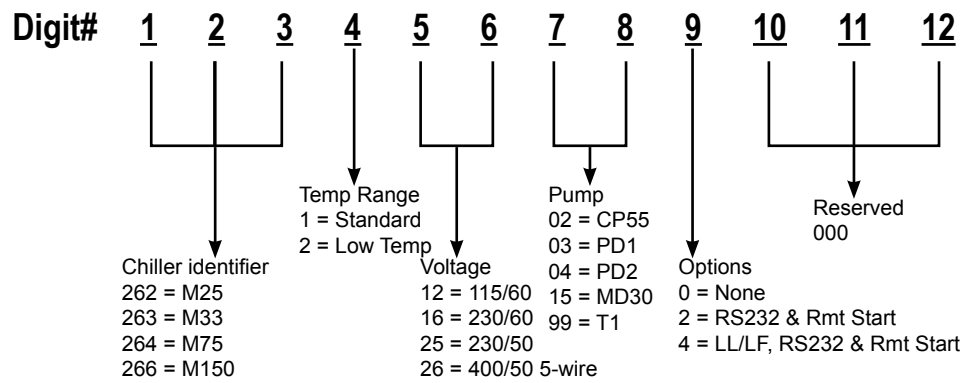 Digit# 1 2 3 4 5 6 7 8 9 10 11 12
Temp Range
1 = Standard
2 = Low Temp
Pump
02 = CP55
03 = PD1
04 = PD2
15 = MD30
99 = T1
Reserved
000
Chiller identifier
262 = M25
263 = M33
264 = M75
266 = M150
Voltage
12 = 115/60
16 = 230/60
25 = 230/50
26 = 400/50 5-wire
Options
0 = None
2 = RS232 & Rmt Start
4 = LL/LF, RS232 & Rmt Start